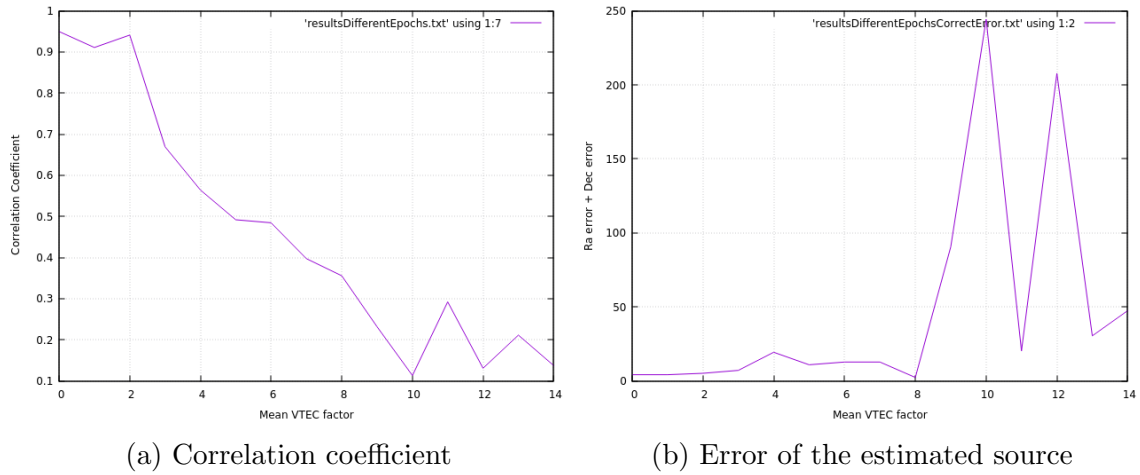 'resultsDifferentEpochs.txt' using 1:7
1
0.9
0.8
0.7
0.6
0.5
0.4
0.3
0.2
0.1
Correlation Coefficient
0 2 4 6 8 10 12 14
Mean VTEC factor
(a) Correlation coefficient
'resultsDifferentEpochsCorrectError.txt' using 1:2
250
200
150
100
50
0
Ra error + Dec error
0 2 4 6 8 10 12 14
Mean VTEC factor
(b) Error of the estimated source